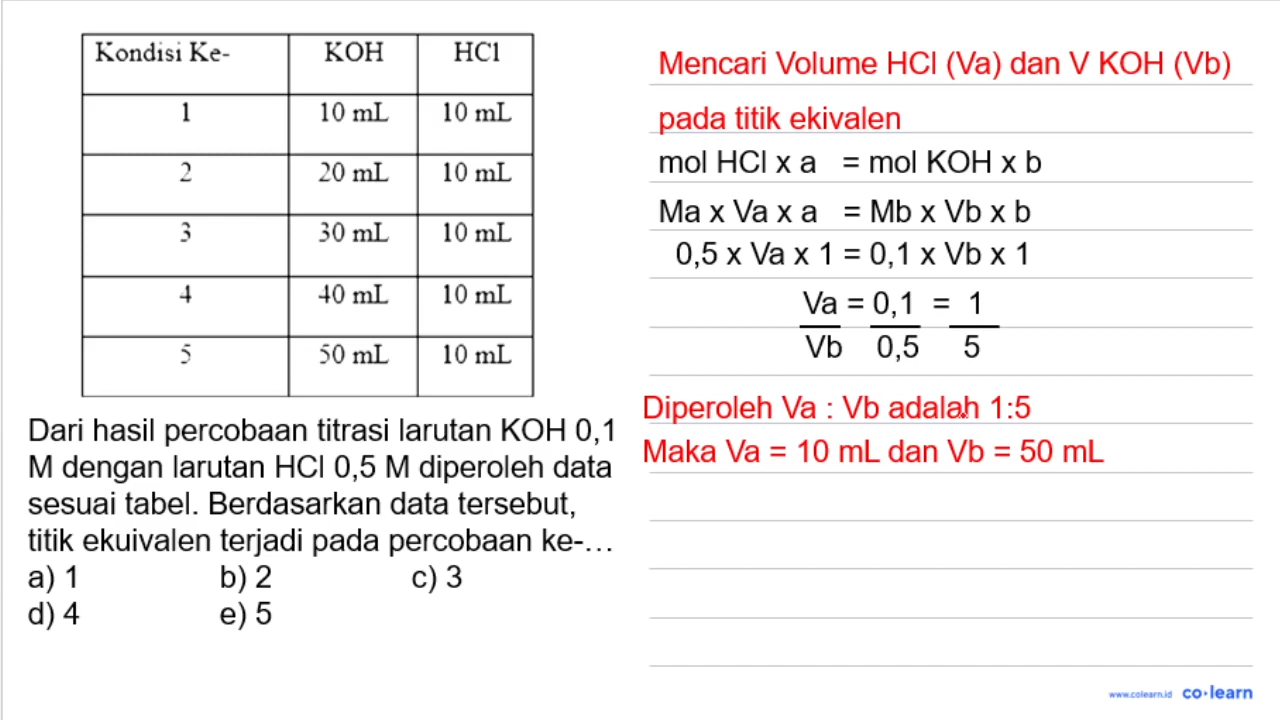 Kondisi Ke- KOH HCl
1 10 mL 10 mL
2 20 mL 10 mL
3 30 mL 10 mL
4 40 mL 10 mL
5 50 mL 10 mL
Dari hasil percobaan titrasi larutan KOH 0,1
M dengan larutan HCl 0,5 M diperoleh data
sesuai tabel. Berdasarkan data tersebut,
titik ekuivalen terjadi pada percobaan ke-…
a) 1 b) 2 c) 3
d) 4 e) 5
Mencari Volume HCl (Va) dan V KOH (Vb)
pada titik ekivalen
mol HCl x a = mol KOH x b
Ma x Va x a = Mb x Vb x b
0,5 x Va x 1 = 0,1 x Vb x 1
Va = 0,1 = 1
Vb 0,5 5
Diperoleh Va : Vb adalah 1:5
Maka Va = 10 mL dan Vb = 50 mL
www.colearn.id co·learn